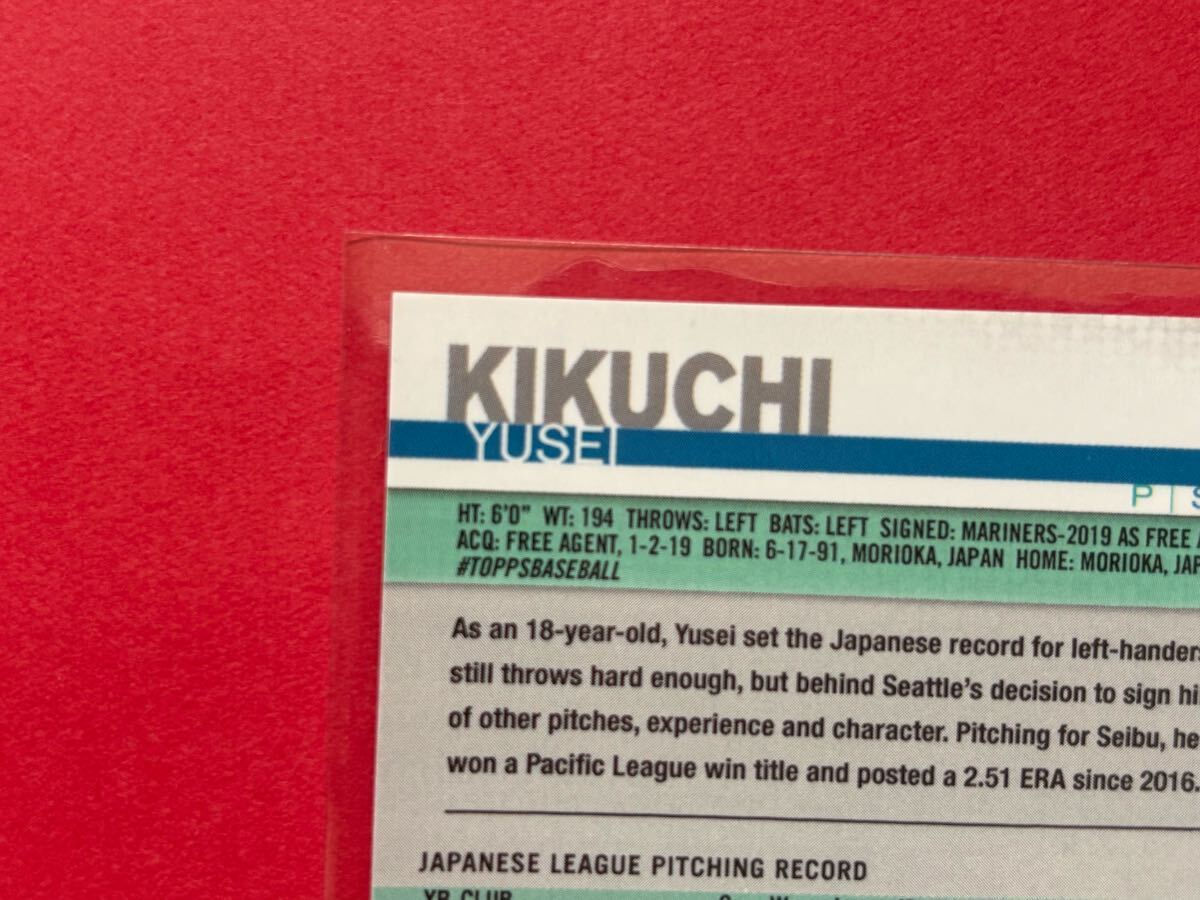 KIKUCHI
YUSEI
P |
HT: 6'0" WT: 194 THROWS: LEFT BATS: LEFT SIGNED: MARINERS-2019 AS FREE
ACQ: FREE AGENT, 1-2-19 BORN: 6-17-91, MORIOKA, JAPAN HOME: MORIOKA,
#TOPPSBASEBALL
As an 18-year-old, Yusei set the Japanese record for left-handers
still throws hard enough, but behind Seattle's decision to sign
of other pitches, experience and character. Pitching for Seibu, he
won a Pacific League win title and posted a 2.51 ERA since 2016.
JAPANESE LEAGUE PITCHING RECORD
YR CLUB